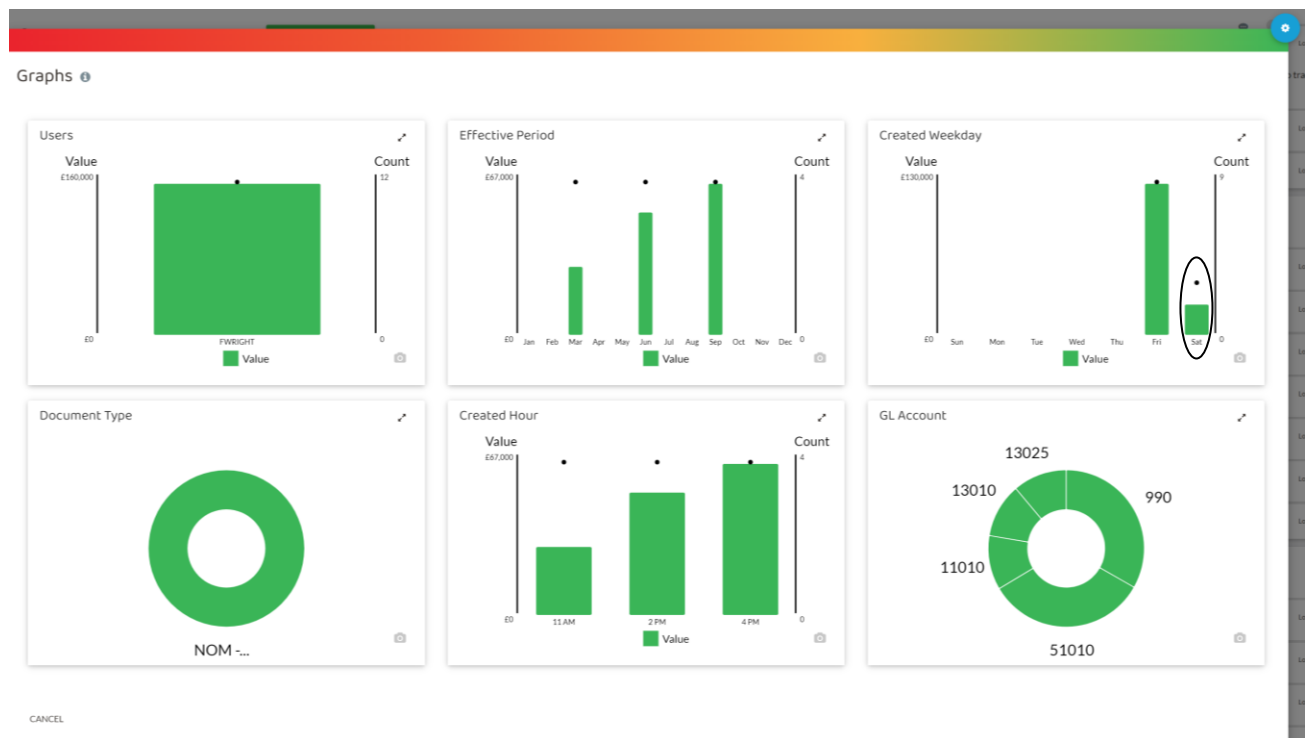 Graphs
Users
Value
Count
£160,000
12
£0
0
FWRIGHT
Value
Effective Period
Value
Count
£67,000
4
£0
0
Jan Feb Mar Apr May Jun Jul Aug Sep Oct Nov Dec
Value
Created Weekday
Value
Count
£130,000
9
£0
0
Sun Mon Tue Wed Thu Fri Sat
Value
Document Type
NOM -...
Created Hour
Value
Count
£67,000
4
£0
0
11 AM 2 PM 4 PM
Value
GL Account
13025
13010
990
11010
51010
CANCEL